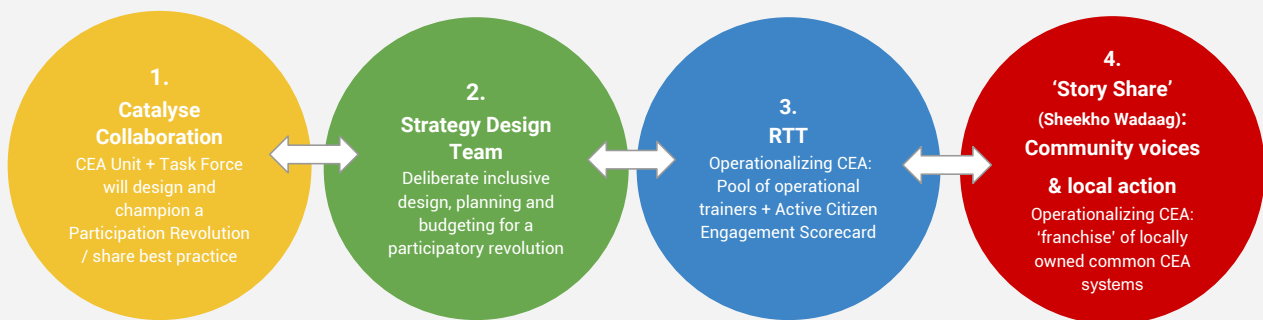 1.
Catalyse
Collaboration
CEA Unit + Task Force
will design and
champion a
Participation Revolution
/ share best practice
2.
Strategy Design
Team
Deliberate inclusive
design, planning and
budgeting for a
participatory revolution
3.
RTT
Operationalizing CEA:
Pool of operational
trainers + Active Citizen
Engagement Scorecard
4.
‘Story Share’
(Sheekho Wadaag):
Community voices
& local action
Operationalizing CEA:
‘franchise’ of locally
owned common CEA
systems